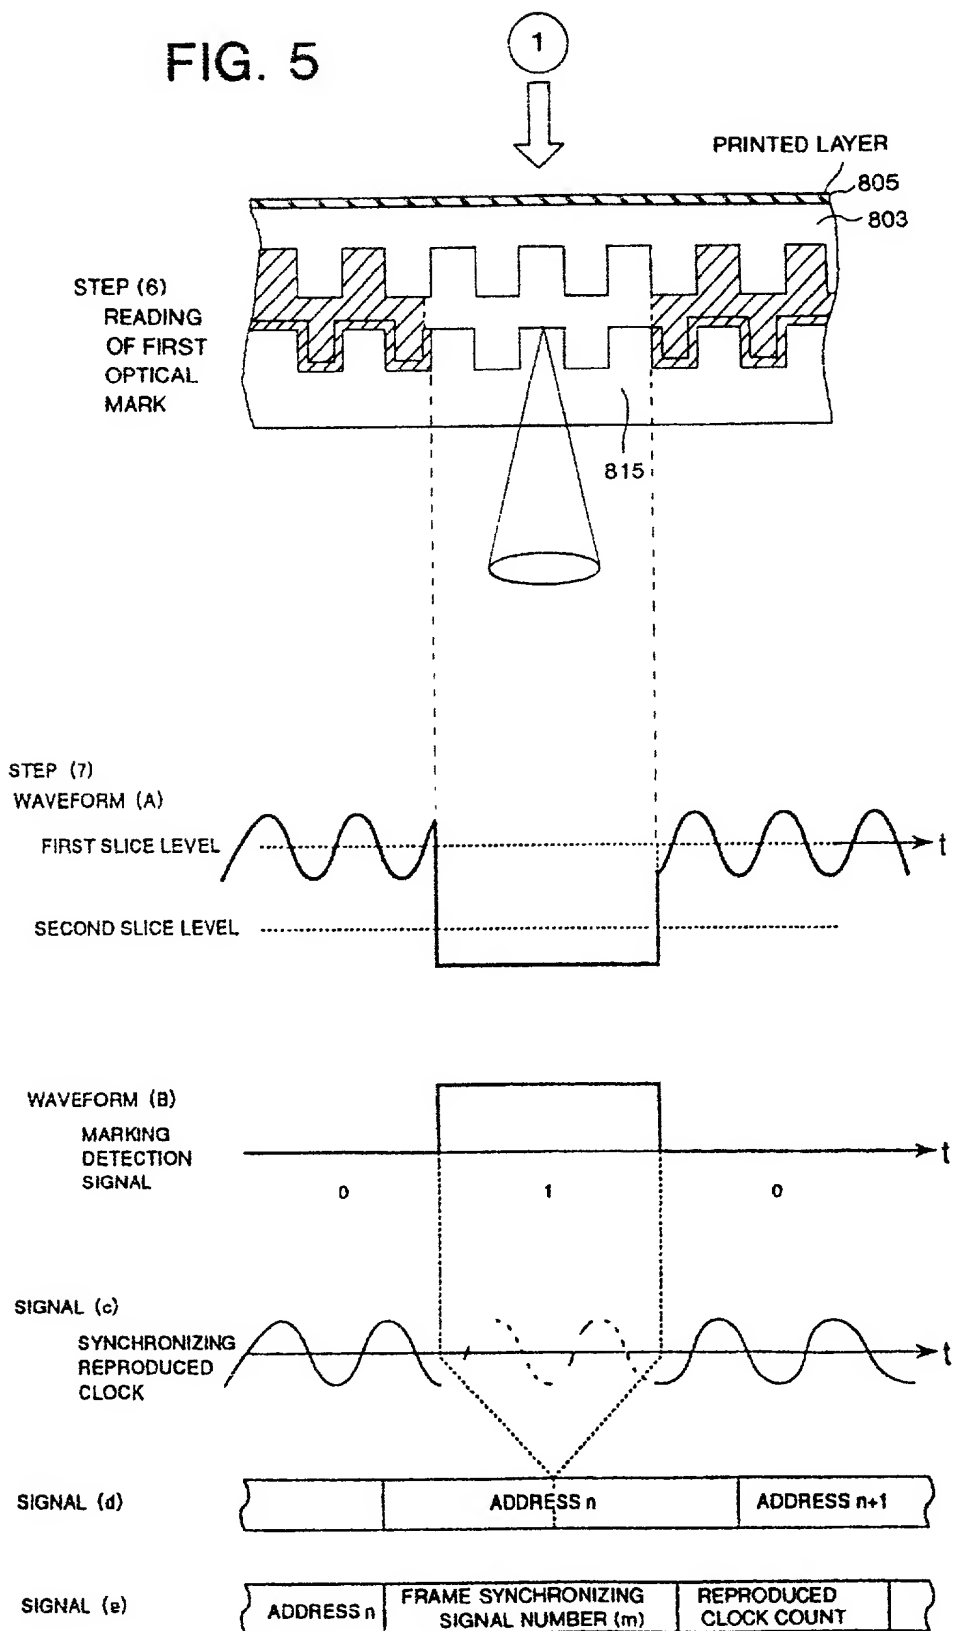 FIG. 5
1
PRINTED LAYER
805
803
STEP (6)
READING
OF FIRST
OPTICAL
MARK
815
STEP (7)
WAVEFORM (A)
FIRST SLICE LEVEL
t
SECOND SLICE LEVEL
WAVEFORM (B)
MARKING
DETECTION
SIGNAL
t
0
1
0
SIGNAL (c)
SYNCHRONIZING
REPRODUCED
CLOCK
t
SIGNAL (d)
ADDRESS n
ADDRESS n+1
SIGNAL (e)
ADDRESS n
FRAME SYNCHRONIZING
SIGNAL NUMBER (m)
REPRODUCED
CLOCK COUNT